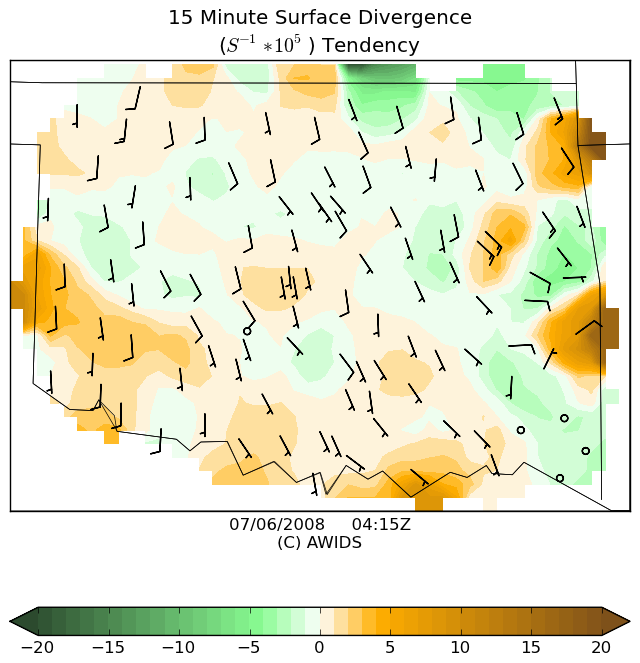 15 Minute Surface Divergence
(S⁻¹ *10⁵ ) Tendency
07/06/2008 04:15Z
(C) AWIDS
−20 −15 −10 −5 0 5 10 15 20